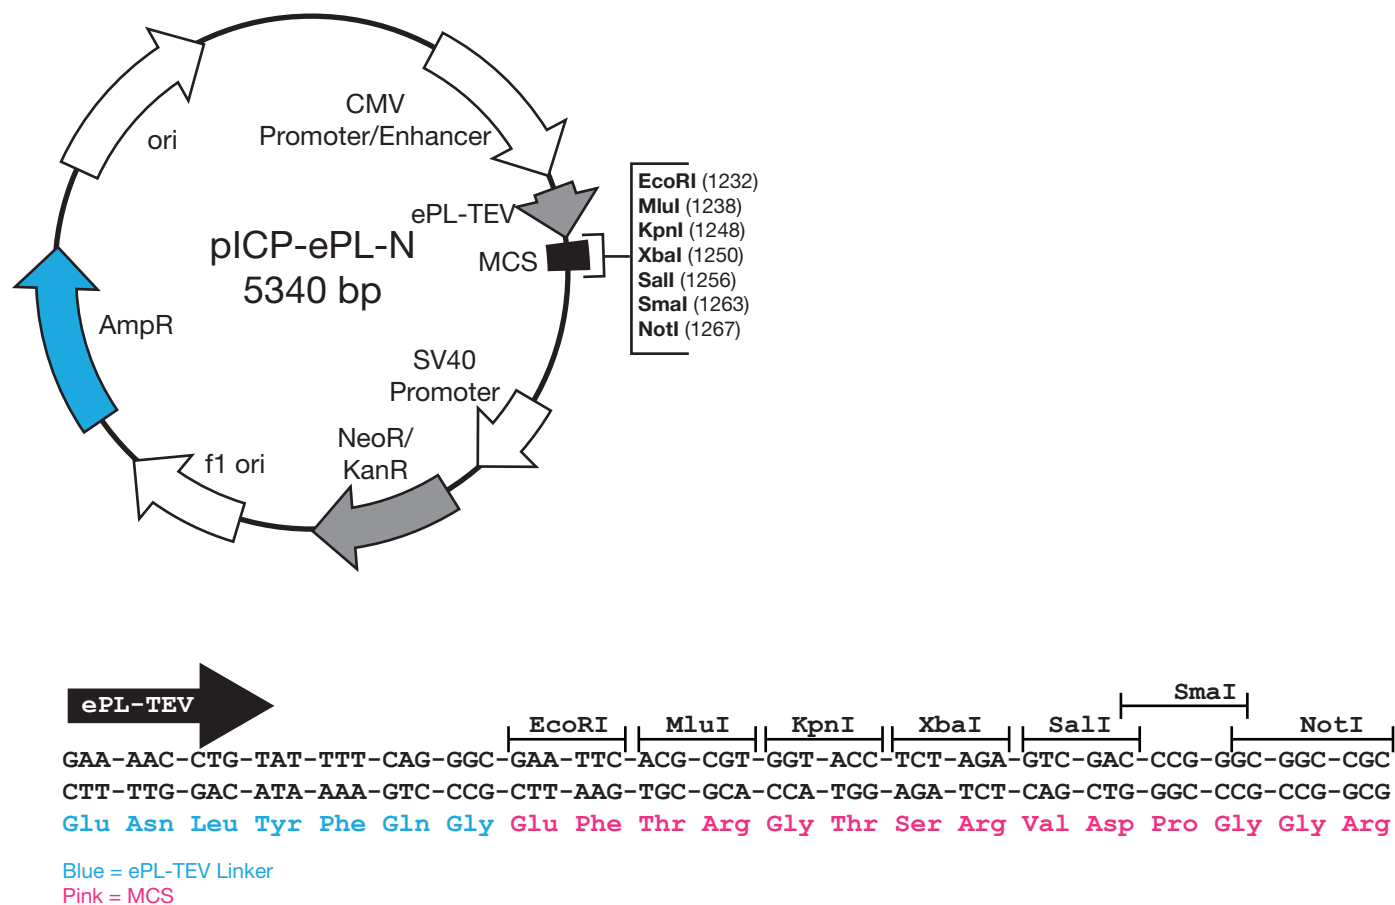 CMV
Promoter/Enhancer
ori
ePL-TEV
pICP-ePL-N
5340 bp
MCS
EcoRI (1232)
MluI (1238)
KpnI (1248)
XbaI (1250)
SalI (1256)
SmaI (1263)
NotI (1267)
AmpR
SV40
Promoter
NeoR/
KanR
f1 ori
ePL-TEV
SmaI
EcoRI MluI KpnI XbaI SalI NotI
GAA-AAC-CTG-TAT-TTT-CAG-GGC-GAA-TTC-ACG-CGT-GGT-ACC-TCT-AGA-GTC-GAC-CCG-GGC-GGC-CGC
CTT-TTG-GAC-ATA-AAA-GTC-CCG-CTT-AAG-TGC-GCA-CCA-TGG-AGA-TCT-CAG-CTG-GGC-CCG-CCG-GCG
Glu Asn Leu Tyr Phe Gln Gly Glu Phe Thr Arg Gly Thr Ser Arg Val Asp Pro Gly Gly Arg
Blue = ePL-TEV Linker
Pink = MCS